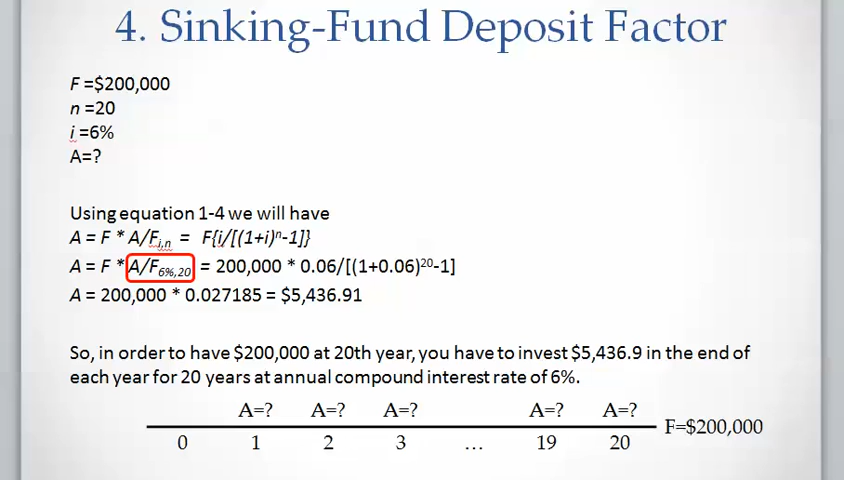 4. Sinking-Fund Deposit Factor
F =$200,000
n =20
i =6%
A=?
Using equation 1-4 we will have
A = F * A/Fi,n = F{i/[(1+i)ⁿ-1]}
A = F * A/F6%,20 = 200,000 * 0.06/[(1+0.06)²⁰-1]
A = 200,000 * 0.027185 = $5,436.91
So, in order to have $200,000 at 20th year, you have to invest $5,436.9 in the end of
each year for 20 years at annual compound interest rate of 6%.
A=? A=? A=? A=? A=?
F=$200,000
0 1 2 3 ... 19 20